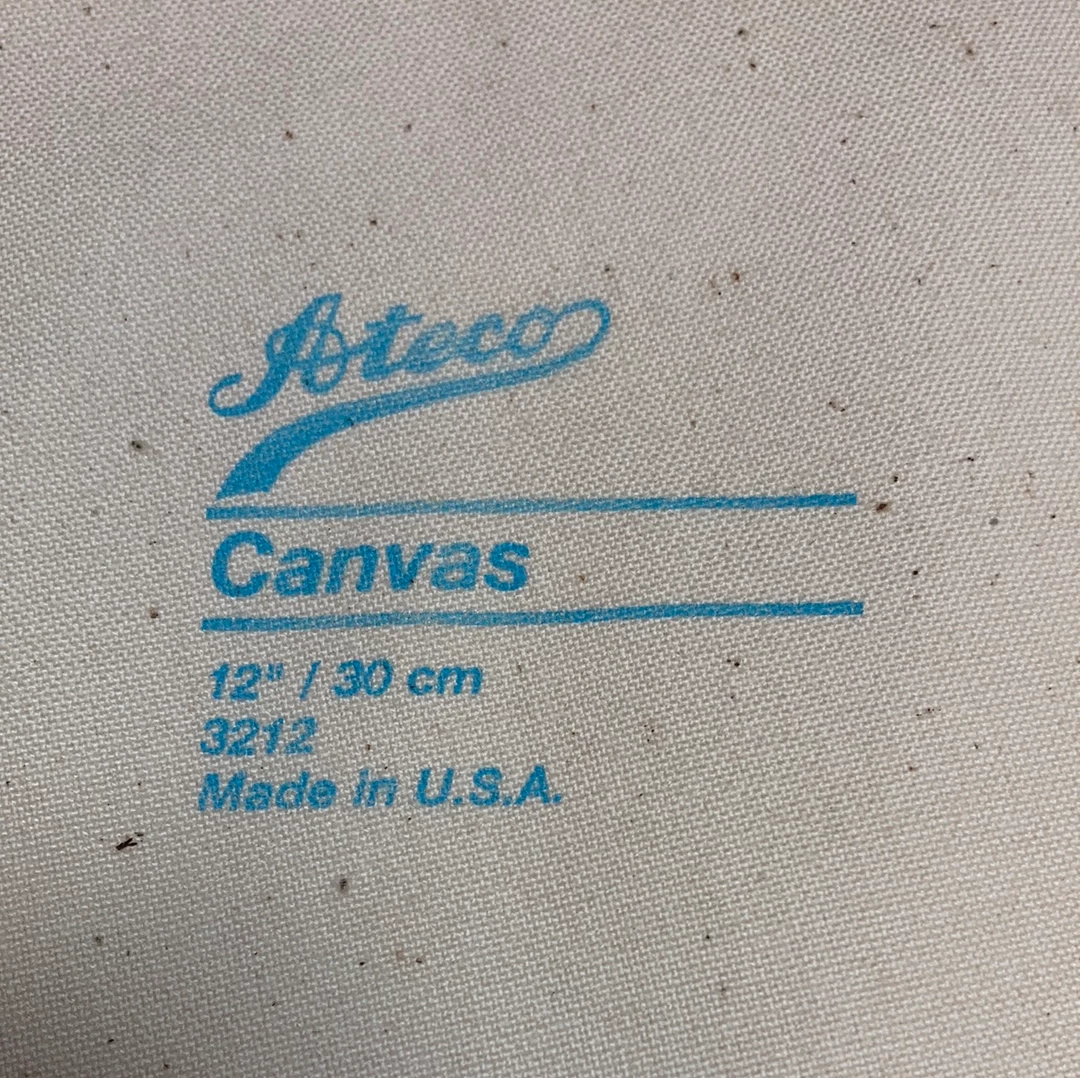 Ateco
Canvas
12" / 30 cm
3212
Made in U.S.A.